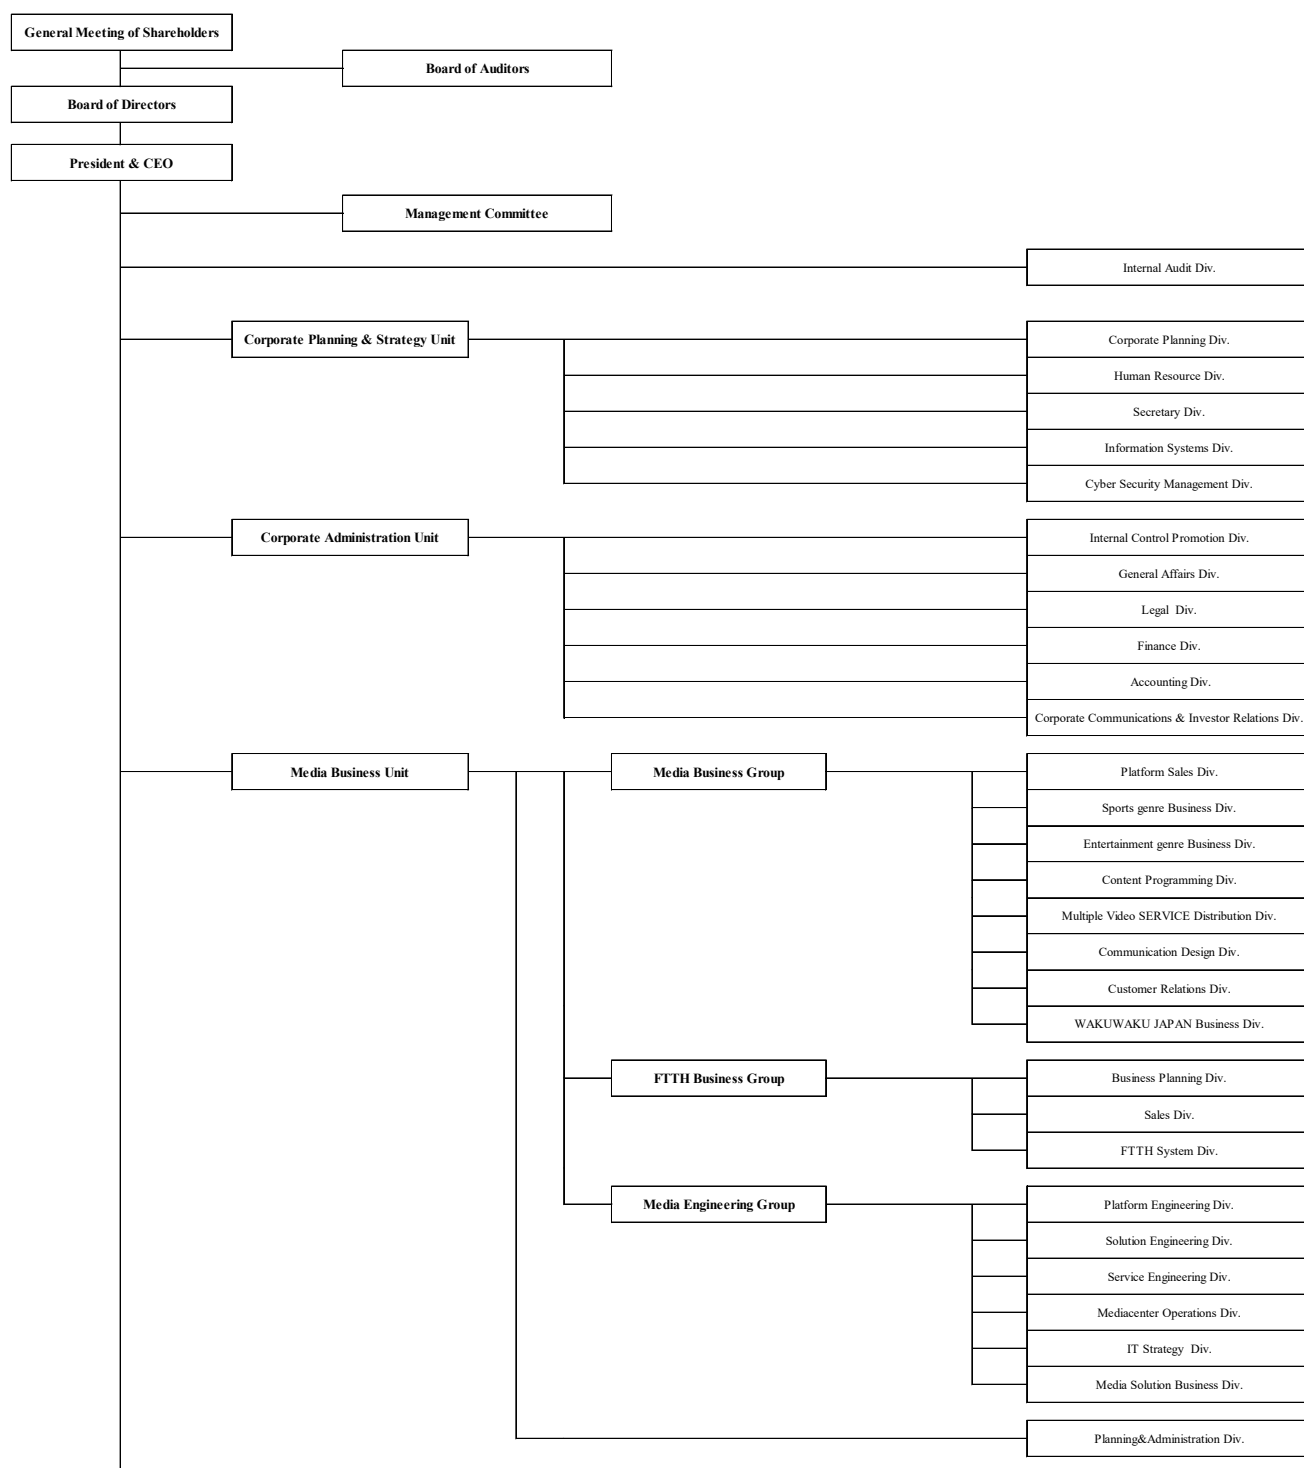 General Meeting of Shareholders
Board of Auditors
Board of Directors
President & CEO
Management Committee
Internal Audit Div.
Corporate Planning & Strategy Unit
Corporate Planning Div.
Human Resource Div.
Secretary Div.
Information Systems Div.
Cyber Security Management Div.
Corporate Administration Unit
Internal Control Promotion Div.
General Affairs Div.
Legal Div.
Finance Div.
Accounting Div.
Corporate Communications & Investor Relations Div.
Media Business Unit
Media Business Group
Platform Sales Div.
Sports genre Business Div.
Entertainment genre Business Div.
Content Programming Div.
Multiple Video SERVICE Distribution Div.
Communication Design Div.
Customer Relations Div.
WAKUWAKU JAPAN Business Div.
FTTH Business Group
Business Planning Div.
Sales Div.
FTTH System Div.
Media Engineering Group
Platform Engineering Div.
Solution Engineering Div.
Service Engineering Div.
Mediacenter Operations Div.
IT Strategy Div.
Media Solution Business Div.
Planning&Administration Div.